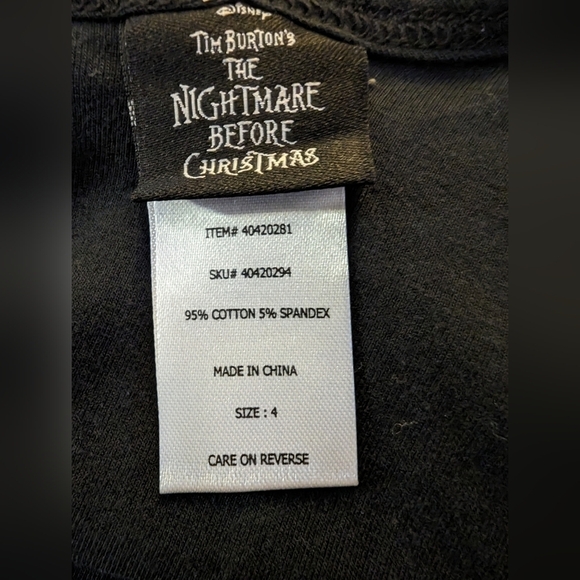 ©Disney
TIM BURTON'S
THE
NIGHTMARE
BEFORE
CHRISTMAS
ITEM# 40420281
SKU# 40420294
95% COTTON 5% SPANDEX
MADE IN CHINA
SIZE : 4
CARE ON REVERSE